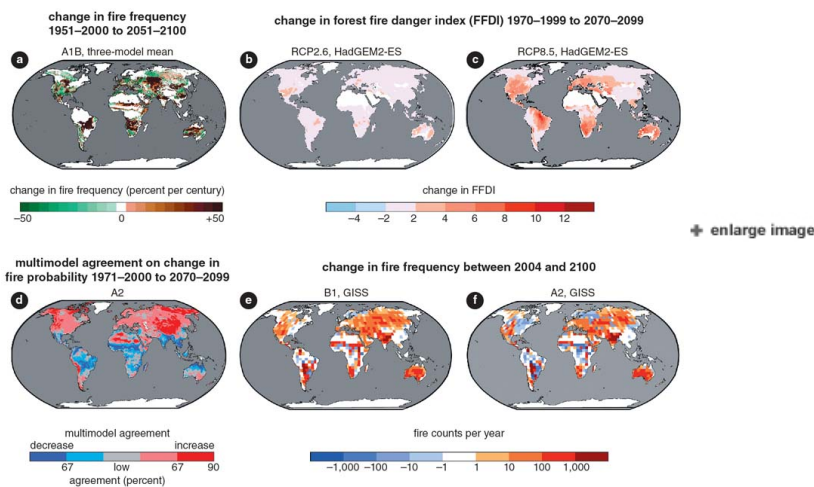 change in fire frequency
1951–2000 to 2051–2100
change in forest fire danger index (FFDI) 1970–1999 to 2070–2099
a
A1B, three-model mean
b
RCP2.6, HadGEM2-ES
c
RCP8.5, HadGEM2-ES
change in fire frequency (percent per century)
–50 0 +50
change in FFDI
–4 –2 2 4 6 8 10 12
+ enlarge image
multimodel agreement on change in
fire probability 1971–2000 to 2070–2099
change in fire frequency between 2004 and 2100
d
A2
e
B1, GISS
f
A2, GISS
multimodel agreement
decrease increase
67 low 67 90
agreement (percent)
fire counts per year
–1,000 –100 –10 –1 1 10 100 1,000